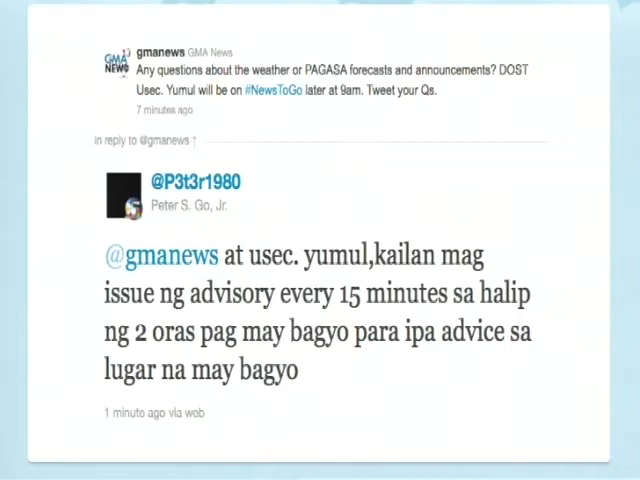 GMA NEWS gmanews GMA News
Any questions about the weather or PAGASA forecasts and announcements? DOST
Usec. Yumul will be on #NewsToGo later at 9am. Tweet your Qs.
7 minutes ago
in reply to @gmanews ↑
@P3t3r1980
Peter S. Go, Jr.
@gmanews at usec. yumul,kailan mag
issue ng advisory every 15 minutes sa halip
ng 2 oras pag may bagyo para ipa advice sa
lugar na may bagyo
1 minute ago via web